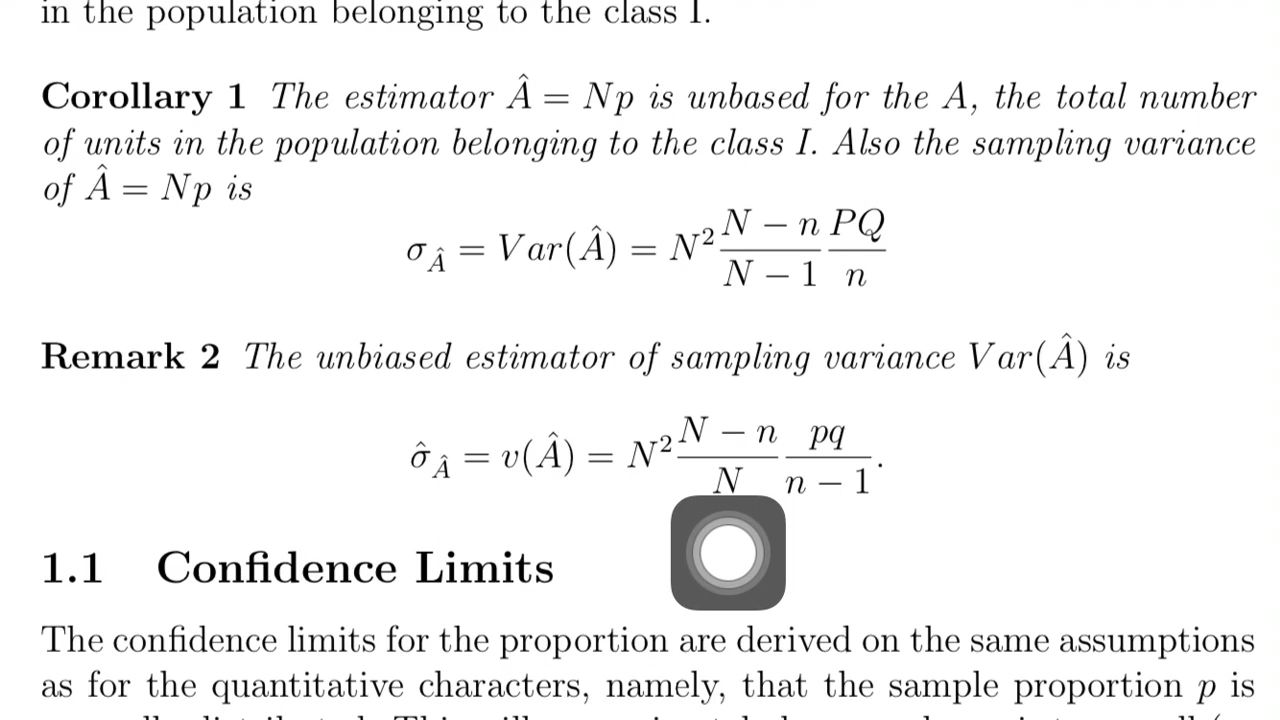 in the population belonging to the class I.
Corollary 1 The estimator Â = Np is unbased for the A, the total number
of units in the population belonging to the class I. Also the sampling variance
of Â = Np is
σ_Â = Var(Â) = N² \frac{N − n}{N − 1} \frac{PQ}{n}
Remark 2 The unbiased estimator of sampling variance Var(Â) is
σ̂_Â = v(Â) = N² \frac{N − n}{N} \frac{pq}{n − 1}.
1.1 Confidence Limits
The confidence limits for the proportion are derived on the same assumptions
as for the quantitative characters, namely, that the sample proportion p is